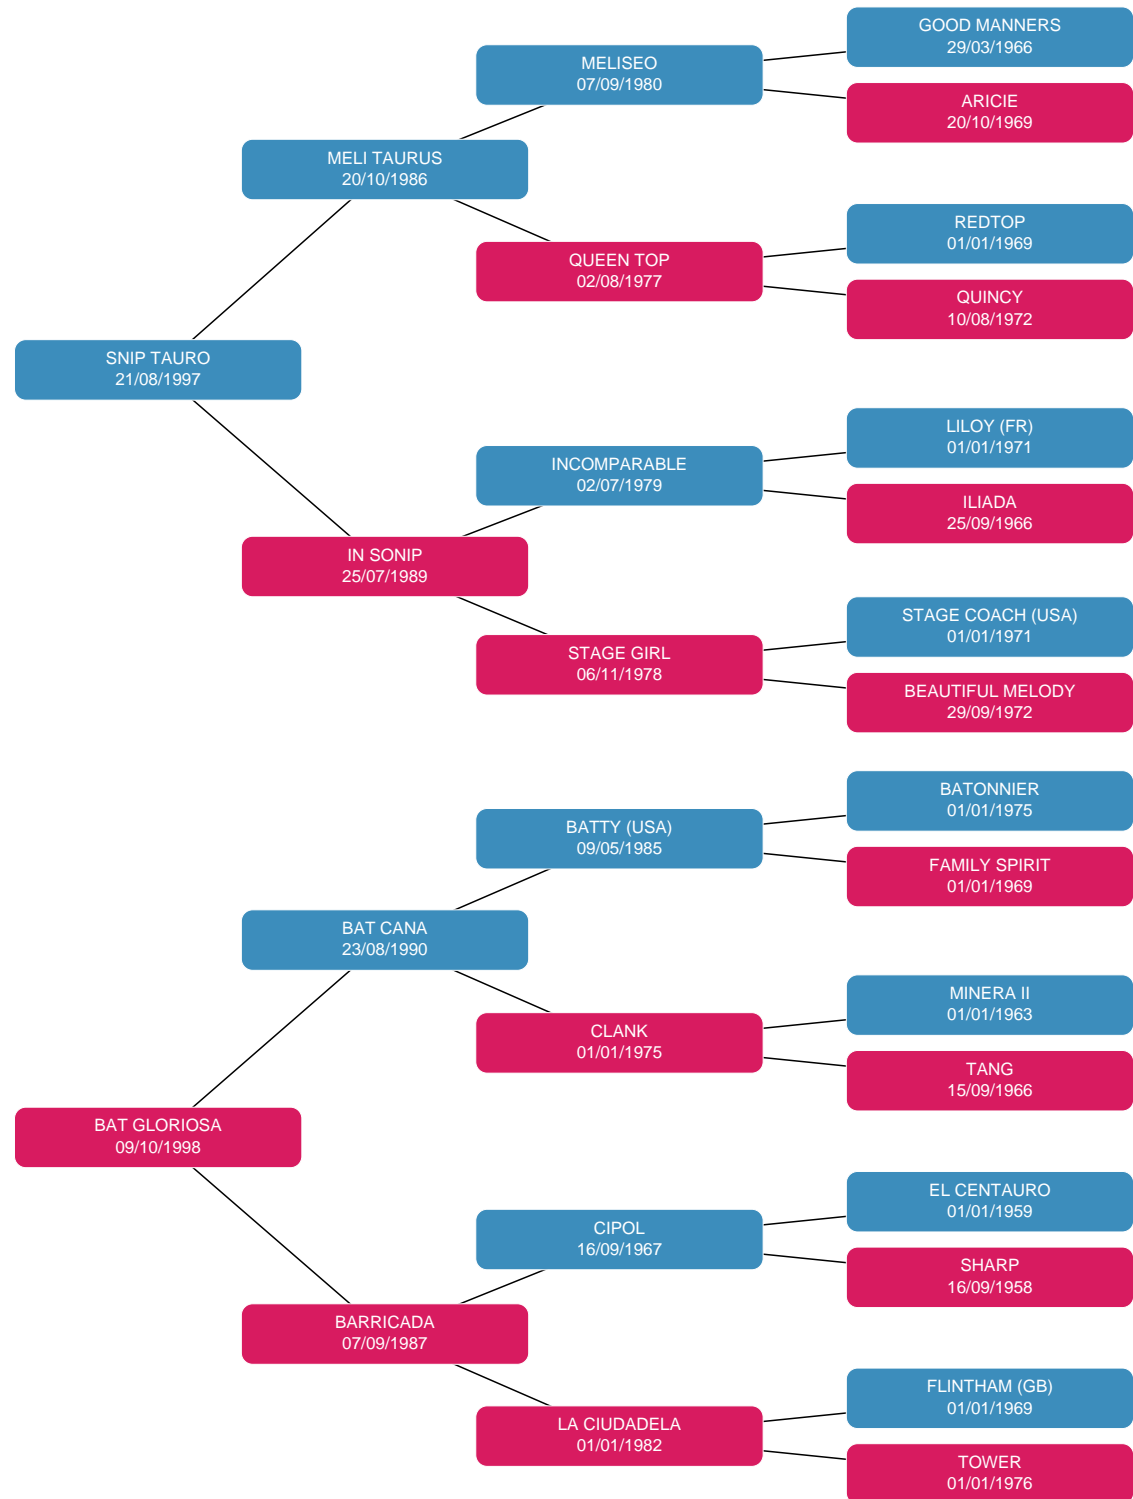 GOOD MANNERS
29/03/1966
MELISEO
07/09/1980
ARICIE
20/10/1969
MELI TAURUS
20/10/1986
REDTOP
01/01/1969
QUEEN TOP
02/08/1977
QUINCY
10/08/1972
SNIP TAURO
21/08/1997
LILOY (FR)
01/01/1971
INCOMPARABLE
02/07/1979
ILIADA
25/09/1966
IN SONIP
25/07/1989
STAGE COACH (USA)
01/01/1971
STAGE GIRL
06/11/1978
BEAUTIFUL MELODY
29/09/1972
BATONNIER
01/01/1975
BATTY (USA)
09/05/1985
FAMILY SPIRIT
01/01/1969
BAT CANA
23/08/1990
MINERA II
01/01/1963
CLANK
01/01/1975
TANG
15/09/1966
BAT GLORIOSA
09/10/1998
EL CENTAURO
01/01/1959
CIPOL
16/09/1967
SHARP
16/09/1958
BARRICADA
07/09/1987
FLINTHAM (GB)
01/01/1969
LA CIUDADELA
01/01/1982
TOWER
01/01/1976